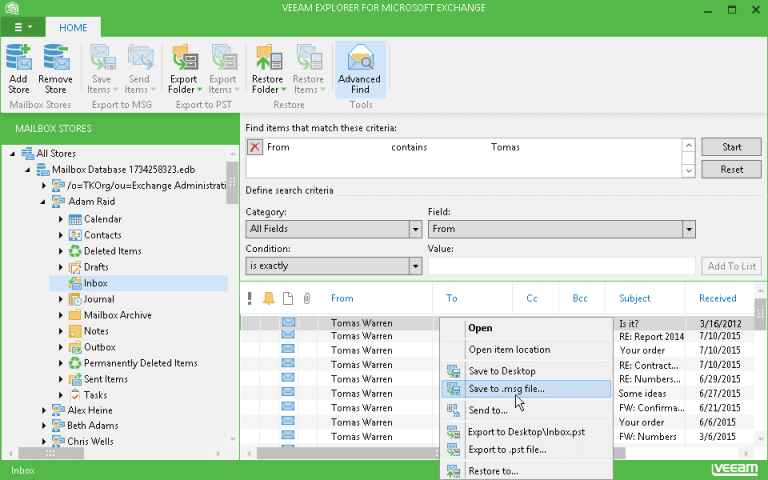 VEEAM EXPLORER FOR MICROSOFT EXCHANGE
HOME
Add Store
Remove Store
Save Items
Send Items
Export Folder
Export Items
Restore Folder
Restore Items
Advanced Find
Mailbox Stores
Export to MSG
Export to PST
Restore
Tools
MAILBOX STORES
All Stores
Mailbox Database 1734258323.edb
/o=TKOrg/ou=Exchange Administrati
Adam Raid
Calendar
Contacts
Deleted Items
Drafts
Inbox
Journal
Mailbox Archive
Notes
Outbox
Permanently Deleted Items
Sent Items
Tasks
Alex Heine
Beth Adams
Chris Wells
Find items that match these criteria:
From contains Tomas
Start
Reset
Define search criteria
Category: Field:
All Fields From
Condition: Value:
is exactly
Add To List
From To Cc Bcc Subject Received
Tomas Warren Is it? 3/16/2012
Tomas Warren RE: Report 2014 7/10/2015
Tomas Warren Your order 7/10/2015
Tomas Warren RE: Contract... 7/10/2015
Tomas Warren RE: Numbers... 6/29/2015
Tomas Warren Some ideas 6/27/2015
Tomas Warren FW: Confirma... 6/21/2015
Tomas Warren Your order 6/6/2015
Tomas Warren FW: Numbers 3/6/2015
Open
Open item location
Save to Desktop
Save to .msg file...
Send to...
Export to Desktop\Inbox.pst
Export to .pst file...
Restore to...
Inbox
veeam